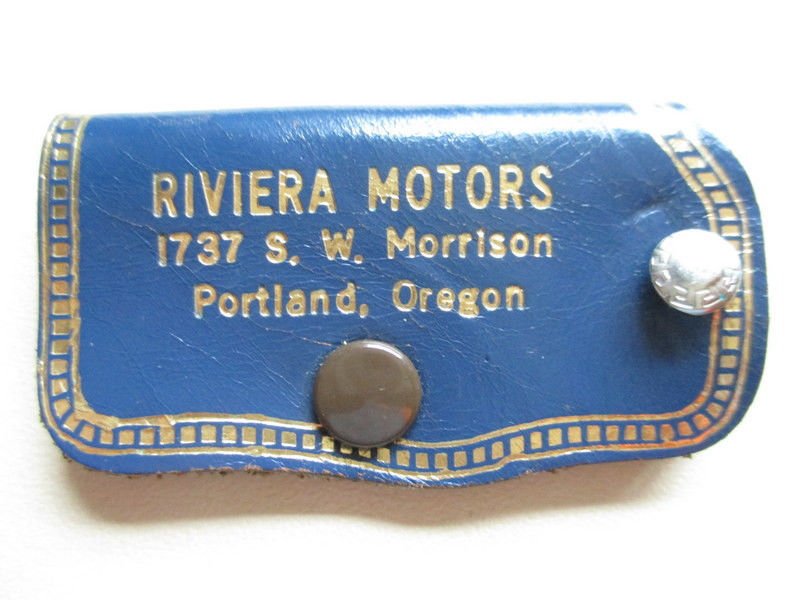 RIVIERA MOTORS
1737 S. W. Morrison
Portland, Oregon